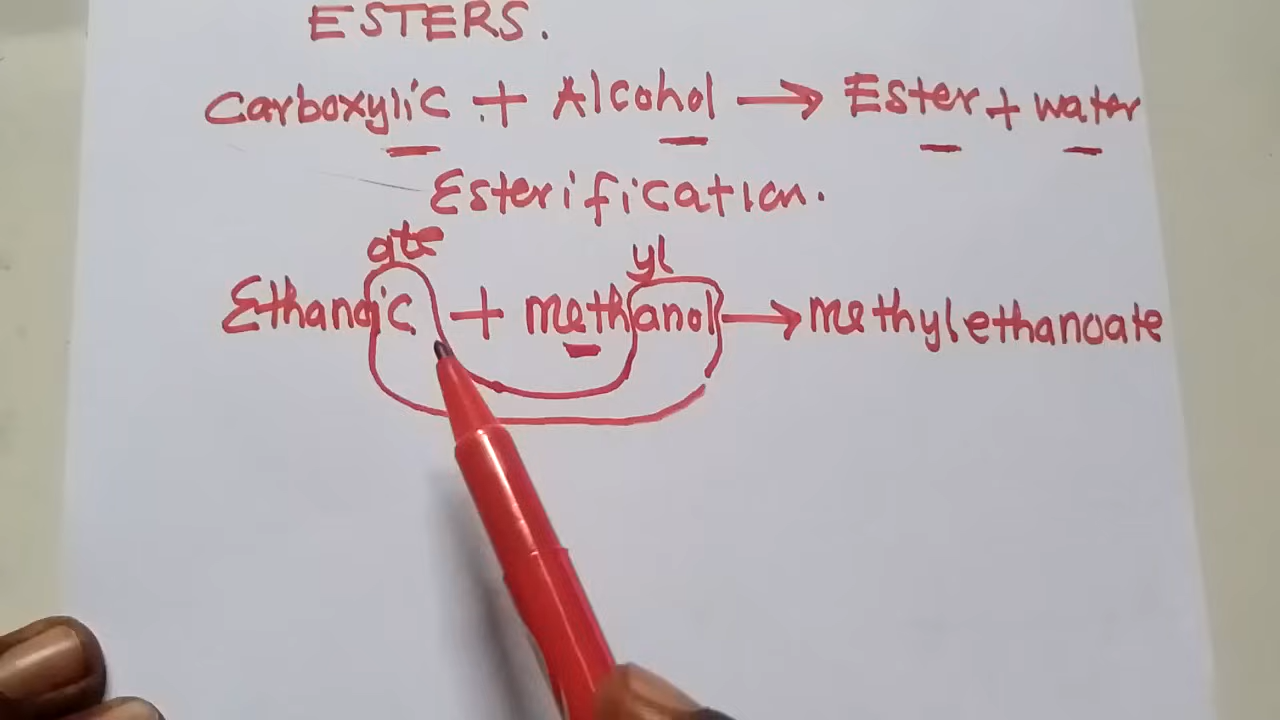 ESTERS.
Carboxylic + Alcohol → Ester + water
Esterification.
ate yl
Ethanoic + methanol → methylethanoate